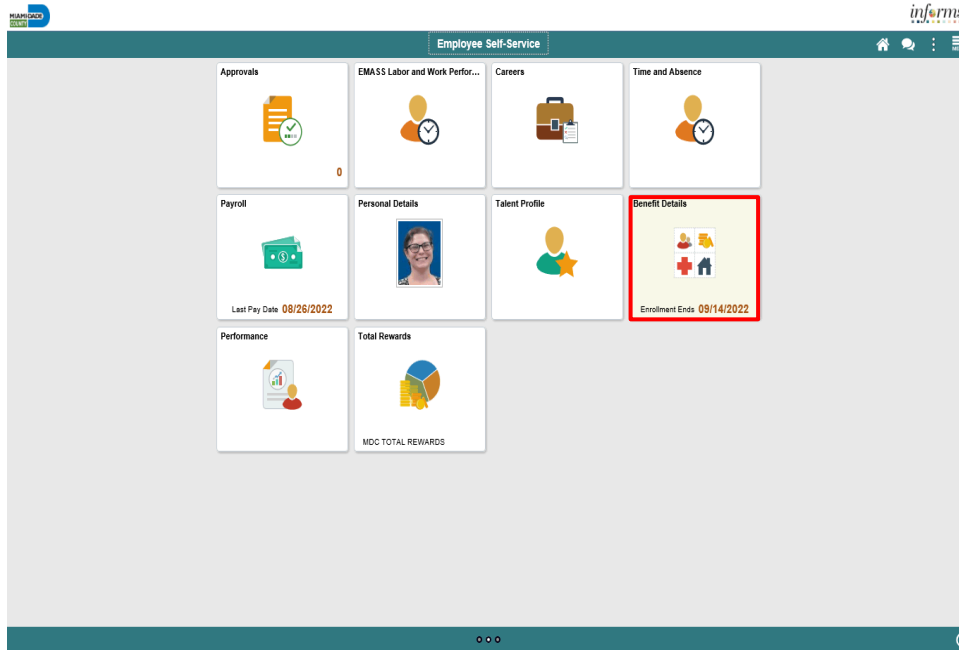 MIAMI-DADE
COUNTY
informs
Employee Self-Service
Approvals
EMASS Labor and Work Perfor...
Careers
Time and Absence
0
Payroll
Personal Details
Talent Profile
Benefit Details
Last Pay Date 08/26/2022
Enrollment Ends 09/14/2022
Performance
Total Rewards
MDC TOTAL REWARDS